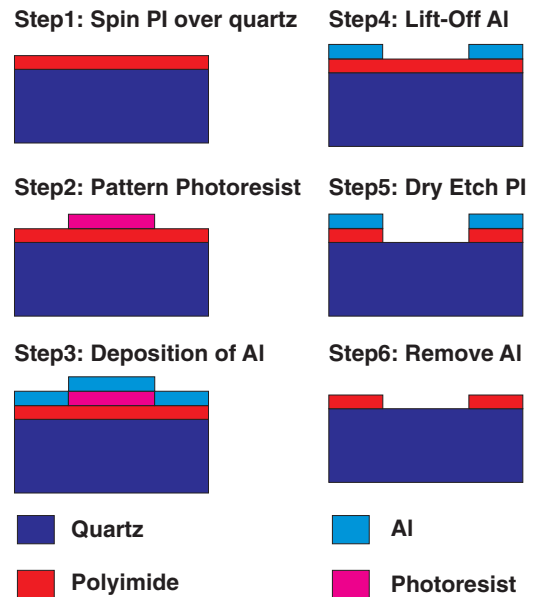 Step1: Spin PI over quartz
Step2: Pattern Photoresist
Step3: Deposition of Al
Step4: Lift-Off Al
Step5: Dry Etch PI
Step6: Remove Al
Quartz
Polyimide
Al
Photoresist